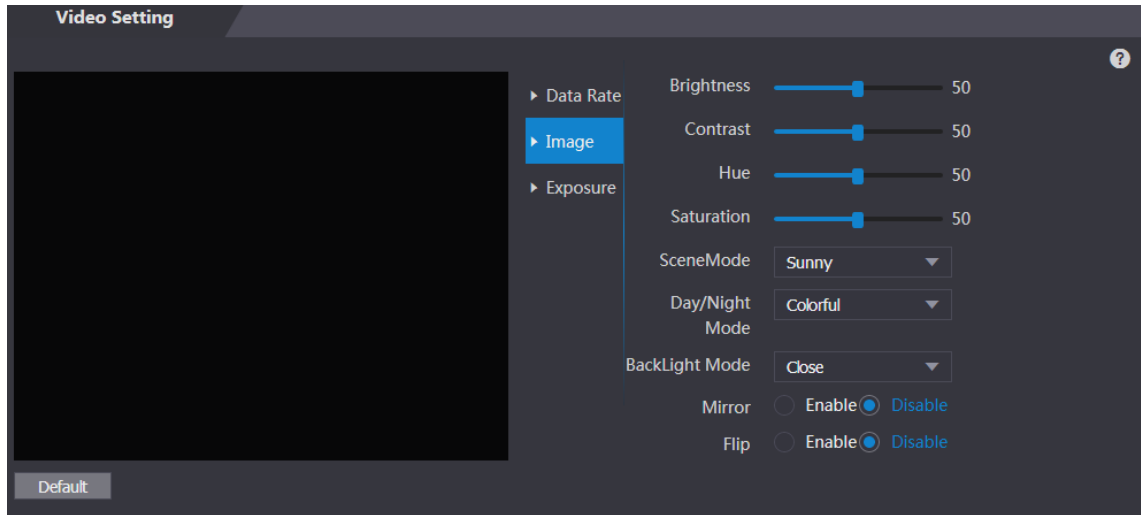 Video Setting
?
Data Rate
Image
Exposure
Brightness 50
Contrast 50
Hue 50
Saturation 50
SceneMode Sunny
Day/Night Colorful
Mode
BackLight Mode Close
Mirror Enable Disable
Flip Enable Disable
Default